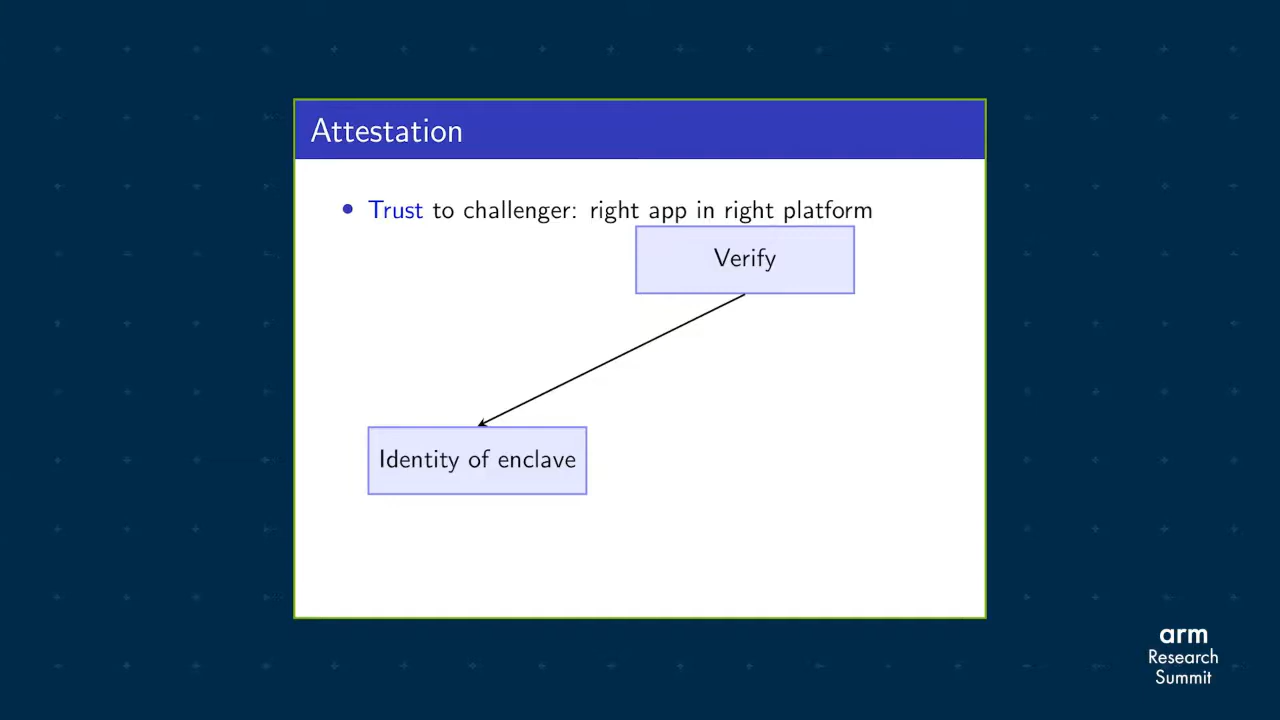 Attestation
• Trust to challenger: right app in right platform
Verify
Identity of enclave
arm
Research
Summit